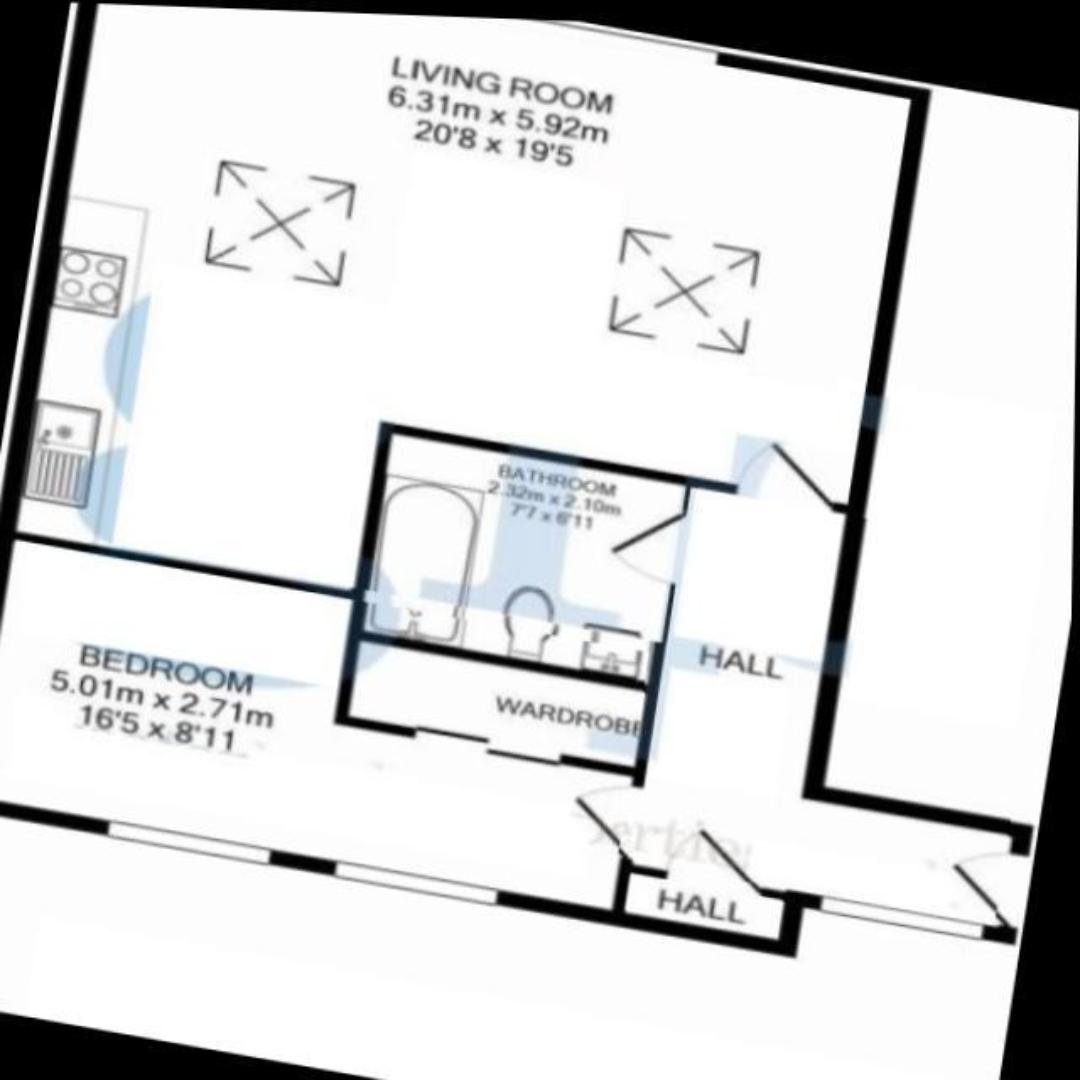 LIVING ROOM
6.31m x 5.92m
20'8 x 19'5
BATHROOM
2.32m x 2.10m
7'7 x 6'11
HALL
BEDROOM
5.01m x 2.71m
16'5 x 8'11
WARDROBE
HALL